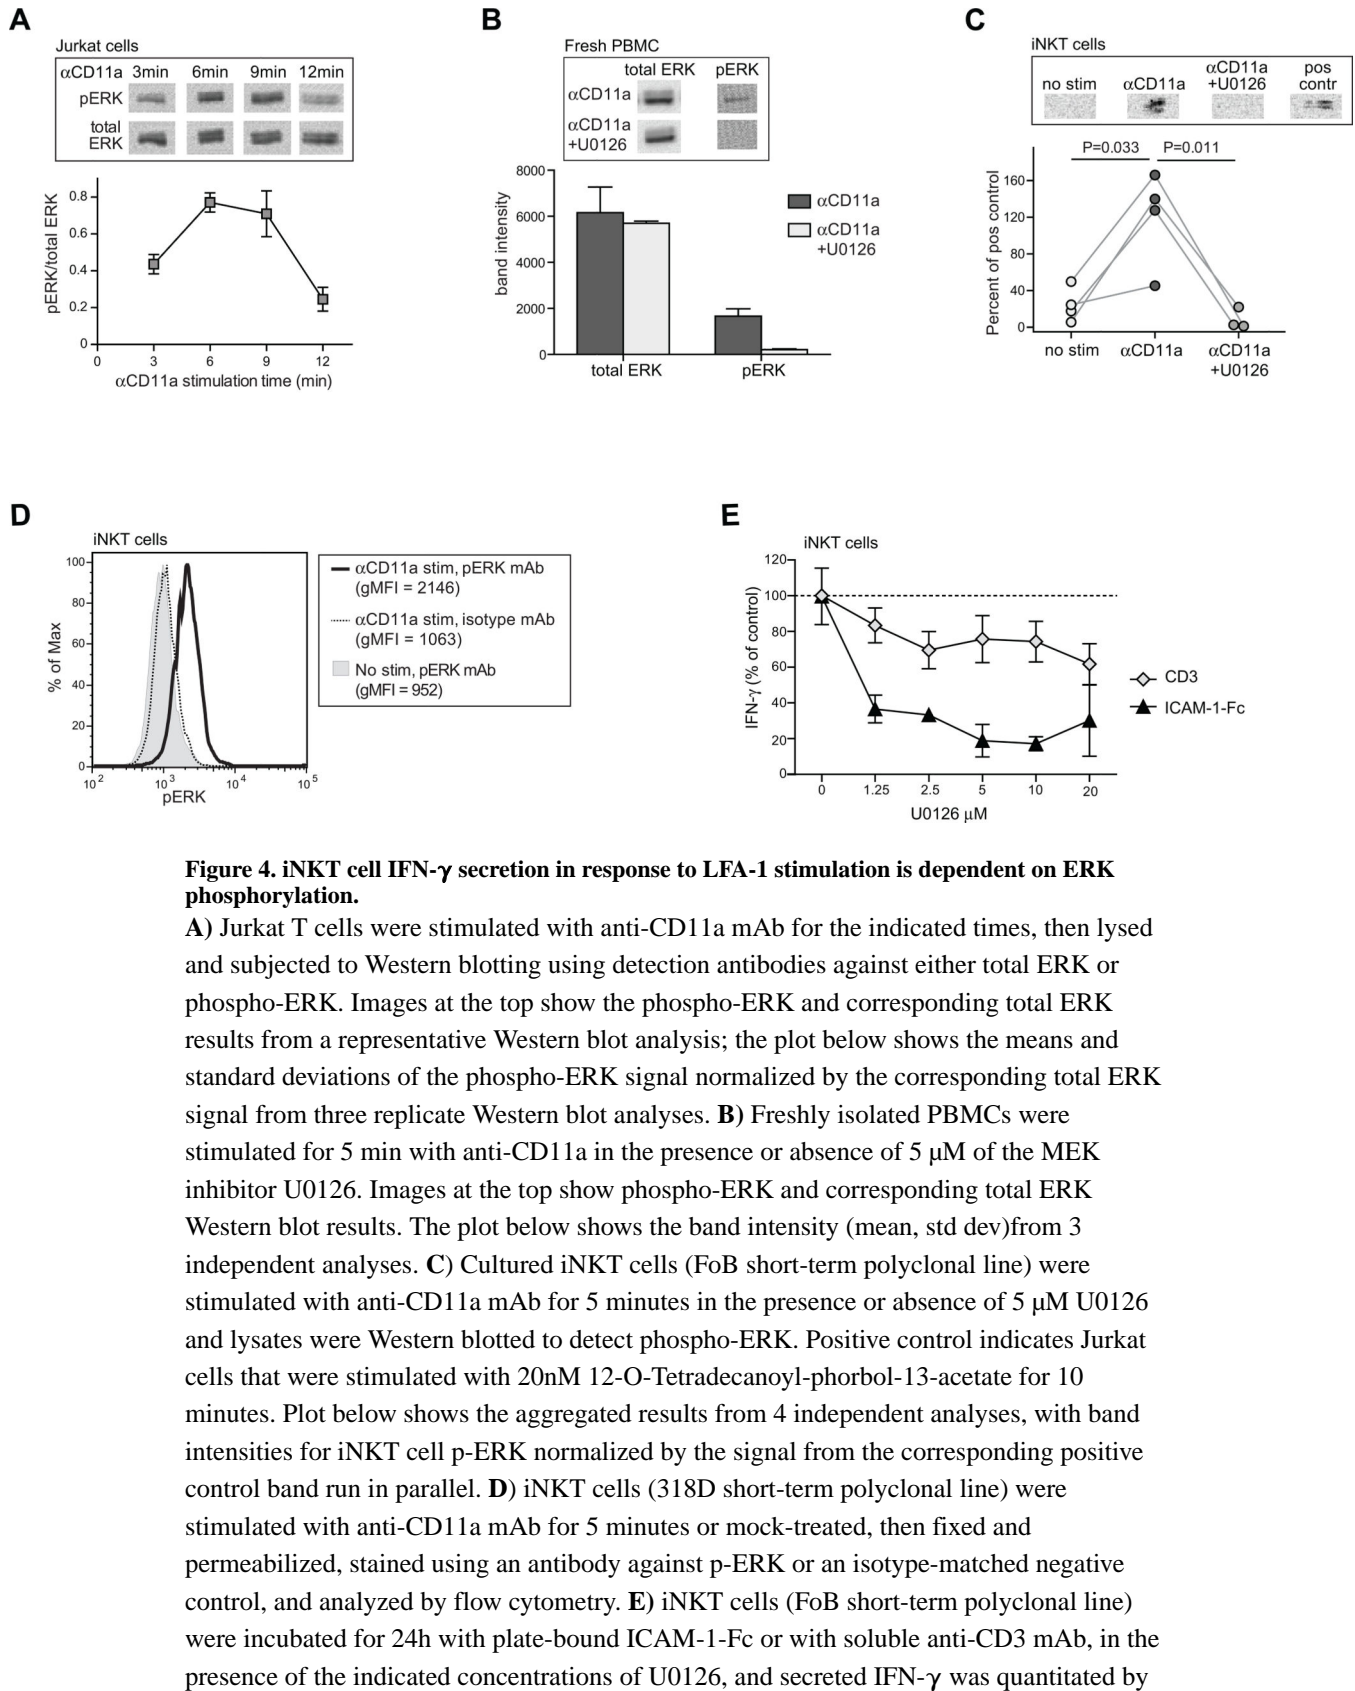 A
Jurkat cells
αCD11a 3min 6min 9min 12min
pERK
total
ERK
pERK/total ERK
0.8
0.6
0.4
0.2
0
0 3 6 9 12
αCD11a stimulation time (min)
B
Fresh PBMC
total ERK pERK
αCD11a
αCD11a
+U0126
band intensity
8000
6000
4000
2000
0
total ERK pERK
αCD11a
αCD11a
+U0126
C
iNKT cells
no stim αCD11a αCD11a
+U0126 pos
contr
P=0.033 P=0.011
Percent of pos control
160
120
80
40
0
no stim αCD11a αCD11a
+U0126
D
iNKT cells
% of Max
100
80
60
40
20
0
10² 10³ 10⁴ 10⁵
pERK
αCD11a stim, pERK mAb
(gMFI = 2146)
αCD11a stim, isotype mAb
(gMFI = 1063)
No stim, pERK mAb
(gMFI = 952)
E
iNKT cells
IFN-γ (% of control)
120
100
80
60
40
20
0
0 1.25 2.5 5 10 20
U0126 μM
CD3
ICAM-1-Fc
Figure 4. iNKT cell IFN-γ secretion in response to LFA-1 stimulation is dependent on ERK
phosphorylation.
A) Jurkat T cells were stimulated with anti-CD11a mAb for the indicated times, then lysed
and subjected to Western blotting using detection antibodies against either total ERK or
phospho-ERK. Images at the top show the phospho-ERK and corresponding total ERK
results from a representative Western blot analysis; the plot below shows the means and
standard deviations of the phospho-ERK signal normalized by the corresponding total ERK
signal from three replicate Western blot analyses. B) Freshly isolated PBMCs were
stimulated for 5 min with anti-CD11a in the presence or absence of 5 μM of the MEK
inhibitor U0126. Images at the top show phospho-ERK and corresponding total ERK
Western blot results. The plot below shows the band intensity (mean, std dev)from 3
independent analyses. C) Cultured iNKT cells (FoB short-term polyclonal line) were
stimulated with anti-CD11a mAb for 5 minutes in the presence or absence of 5 μM U0126
and lysates were Western blotted to detect phospho-ERK. Positive control indicates Jurkat
cells that were stimulated with 20nM 12-O-Tetradecanoyl-phorbol-13-acetate for 10
minutes. Plot below shows the aggregated results from 4 independent analyses, with band
intensities for iNKT cell p-ERK normalized by the signal from the corresponding positive
control band run in parallel. D) iNKT cells (318D short-term polyclonal line) were
stimulated with anti-CD11a mAb for 5 minutes or mock-treated, then fixed and
permeabilized, stained using an antibody against p-ERK or an isotype-matched negative
control, and analyzed by flow cytometry. E) iNKT cells (FoB short-term polyclonal line)
were incubated for 24h with plate-bound ICAM-1-Fc or with soluble anti-CD3 mAb, in the
presence of the indicated concentrations of U0126, and secreted IFN-γ was quantitated by